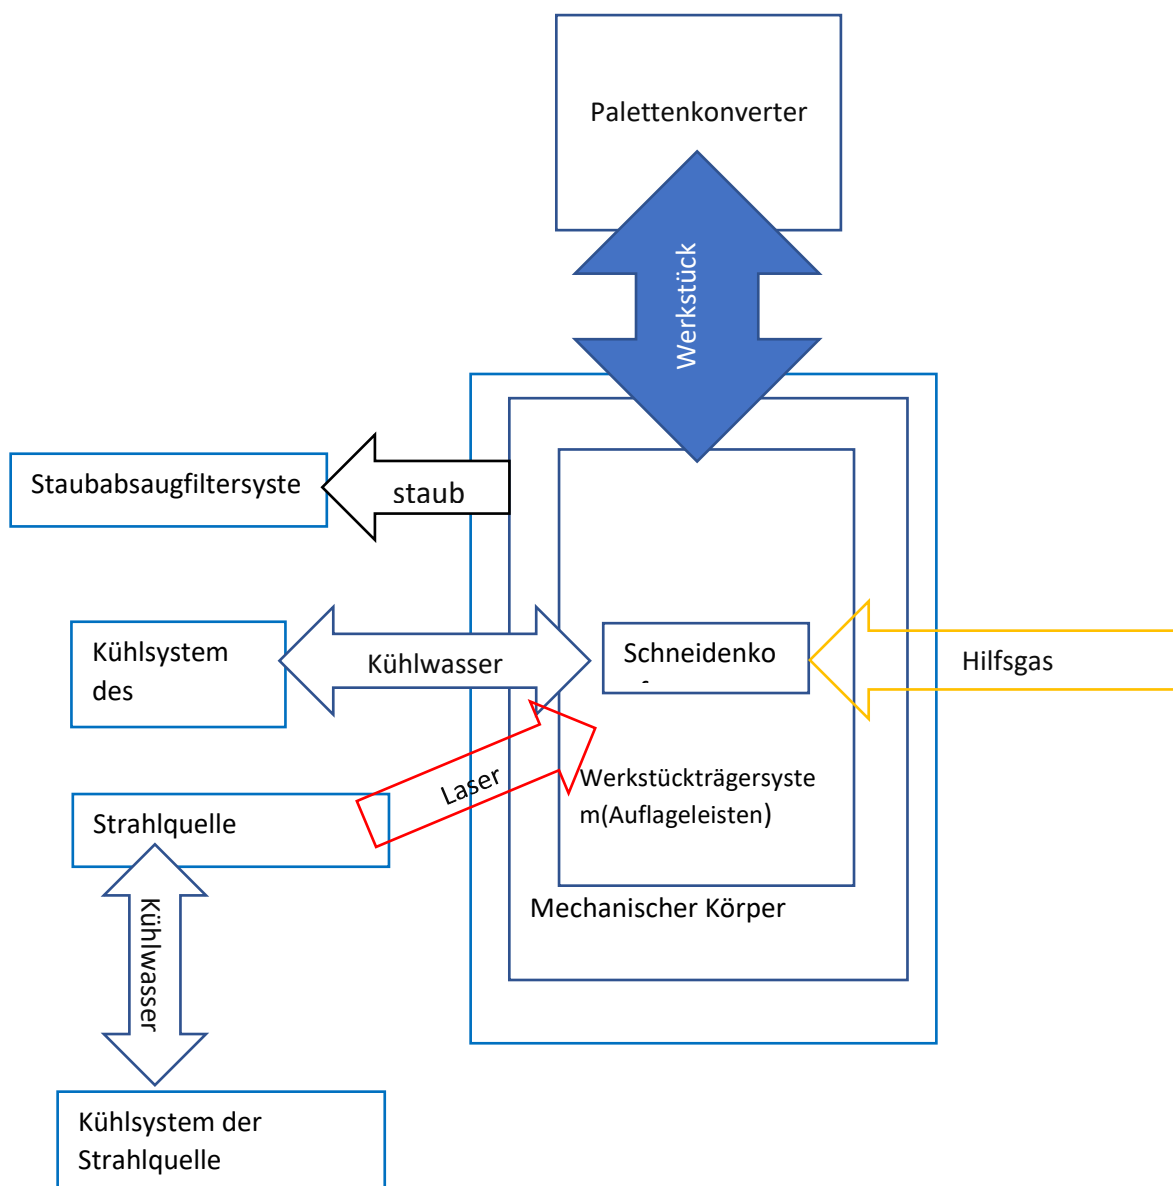 Palettenkonverter
Werkstück
Staubabsaugfiltersyste
staub
Kühlsystem
des
Kühlwasser
Schneidenko
Hilfsgas
Laser
Werkstückträgersyste
m(Auflageleisten)
Strahlquelle
Mechanischer Körper
Kühlwasser
Kühlsystem der
Strahlquelle